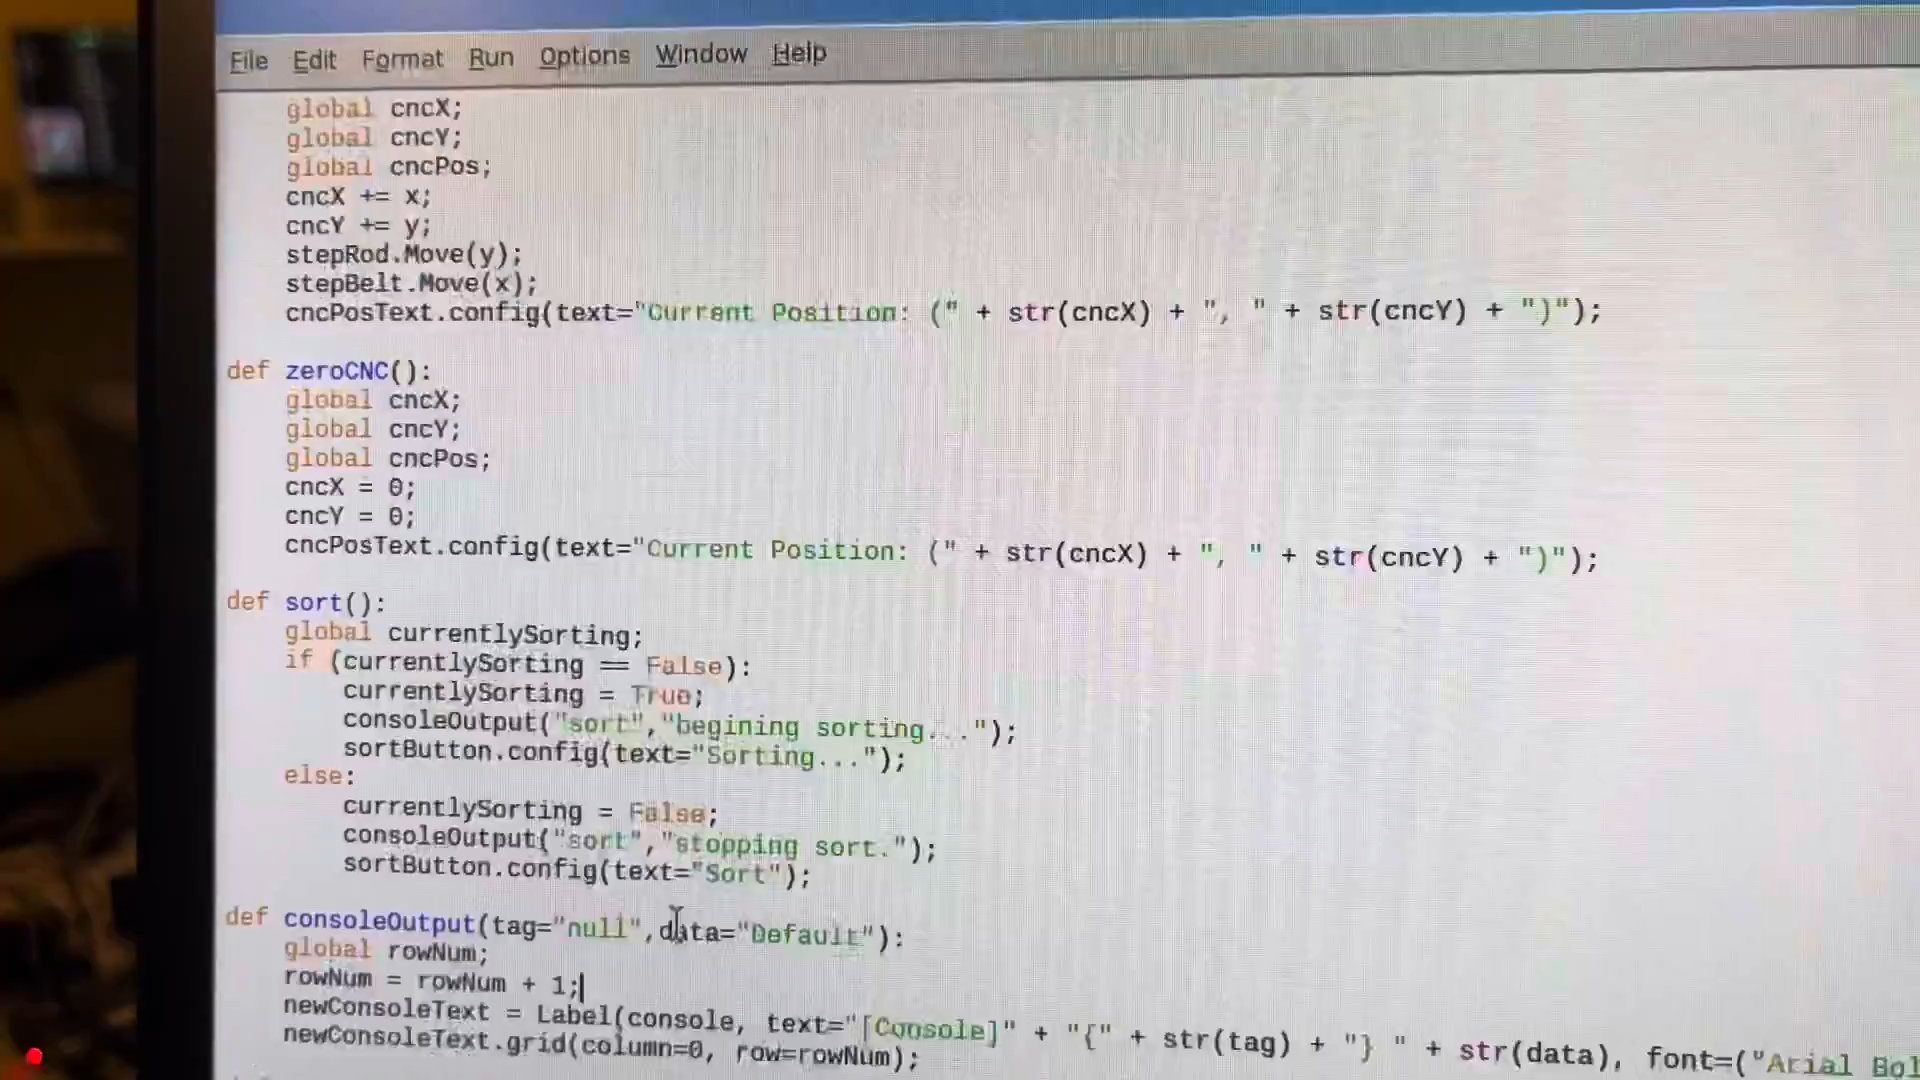 File Edit Format Run Options Window Help
global cncX;
global cncY;
global cncPos;
cncX += x;
cncY += y;
stepRod.Move(y);
stepBelt.Move(x);
cncPosText.config(text="Current Position: (" + str(cncX) + ", " + str(cncY) + ")");
def zeroCNC():
global cncX;
global cncY;
global cncPos;
cncX = 0;
cncY = 0;
cncPosText.config(text="Current Position: (" + str(cncX) + ", " + str(cncY) + ")");
def sort():
global currentlySorting;
if (currentlySorting == False):
currentlySorting = True;
consoleOutput("sort","begining sorting...");
sortButton.config(text="Sorting...");
else:
currentlySorting = False;
consoleOutput("sort","stopping sort.");
sortButton.config(text="Sort");
def consoleOutput(tag="null",data="Default"):
global rowNum;
rowNum = rowNum + 1;
newConsoleText = Label(console, text="[Console]" + "{" + str(tag) + "} " + str(data), font=("Arial Bol
newConsoleText.grid(column=0, row=rowNum);